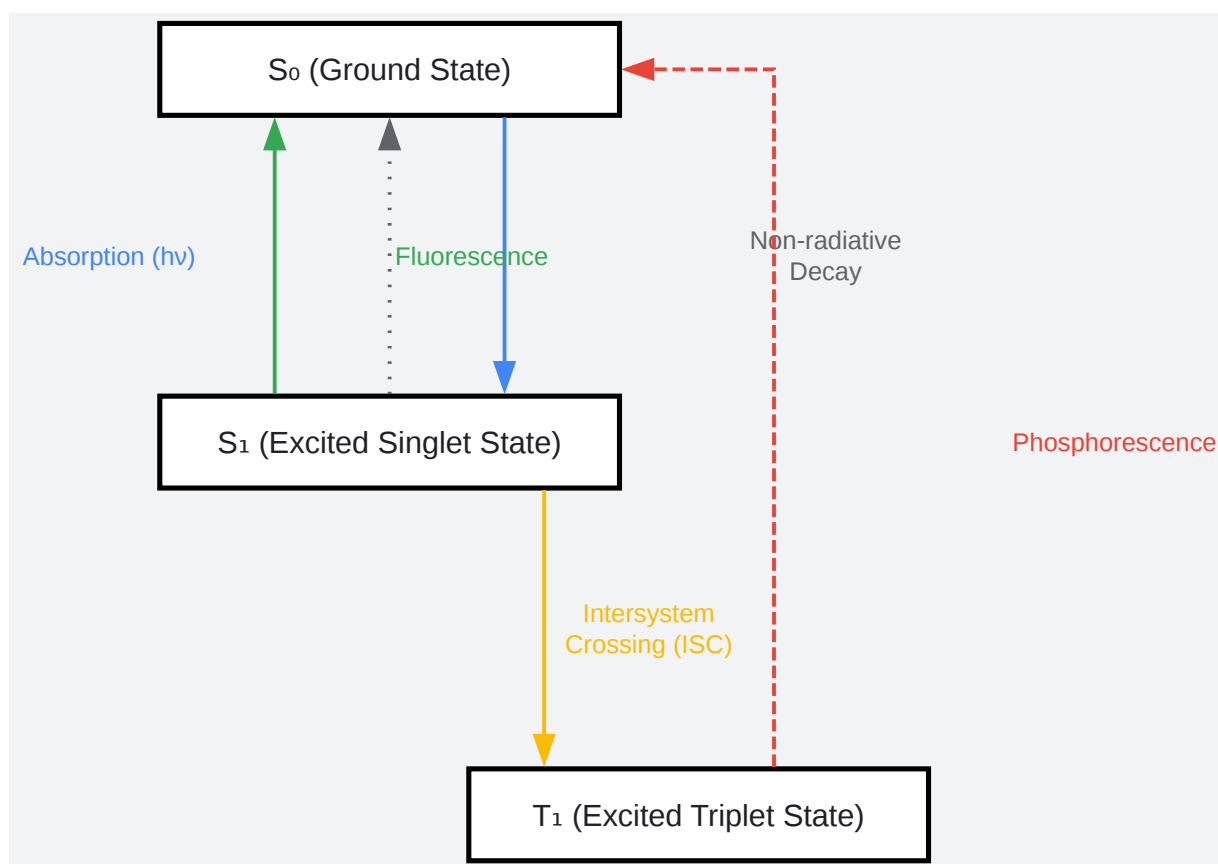 S₀ (Ground State)
Absorption (hν)
Fluorescence
Non-radiative
Decay
S₁ (Excited Singlet State)
Phosphorescence
Intersystem
Crossing (ISC)
T₁ (Excited Triplet State)